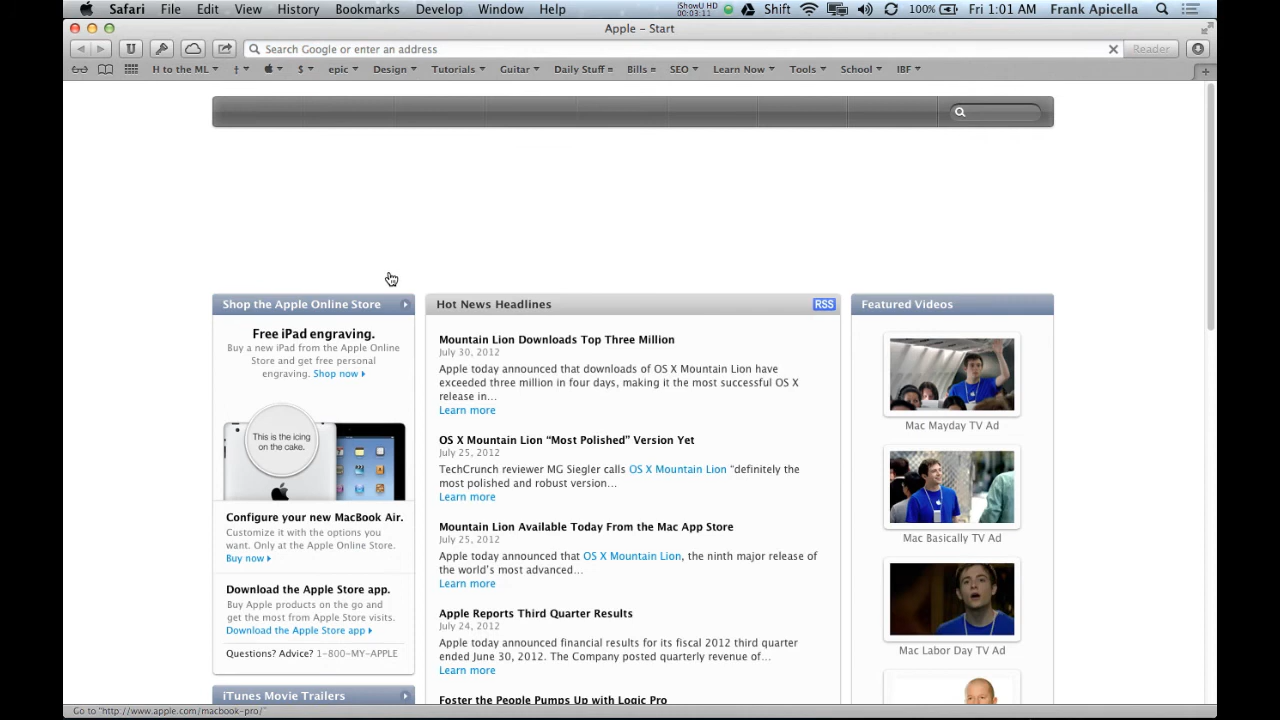 Safari File Edit View History Bookmarks Develop Window Help iShowU HD 00:03:11 Shift 100% Fri 1:01 AM Frank Apicella
Apple – Start
Search Google or enter an address Reader
H to the ML † $ epic Design Tutorials Guitar Daily Stuff Bills SEO Learn Now Tools School IBF
Shop the Apple Online Store
Free iPad engraving.
Buy a new iPad from the Apple Online
Store and get free personal
engraving. Shop now
This is the icing
on the cake.
Configure your new MacBook Air.
Customize it with the options you
want. Only at the Apple Online Store.
Buy now
Download the Apple Store app.
Buy Apple products on the go and
get the most from Apple Store visits.
Download the Apple Store app
Questions? Advice? 1-800-MY-APPLE
iTunes Movie Trailers
Hot News Headlines RSS
Mountain Lion Downloads Top Three Million
July 30, 2012
Apple today announced that downloads of OS X Mountain Lion have
exceeded three million in four days, making it the most successful OS X
release in…
Learn more
OS X Mountain Lion “Most Polished” Version Yet
July 25, 2012
TechCrunch reviewer MG Siegler calls OS X Mountain Lion “definitely the
most polished and robust version…
Learn more
Mountain Lion Available Today From the Mac App Store
July 25, 2012
Apple today announced that OS X Mountain Lion, the ninth major release of
the world’s most advanced…
Learn more
Apple Reports Third Quarter Results
July 24, 2012
Apple today announced financial results for its fiscal 2012 third quarter
ended June 30, 2012. The Company posted quarterly revenue of…
Learn more
Foster the People Pumps Up with Logic Pro
Featured Videos
Mac Mayday TV Ad
Mac Basically TV Ad
Mac Labor Day TV Ad
Go to "http://www.apple.com/macbook-pro/"